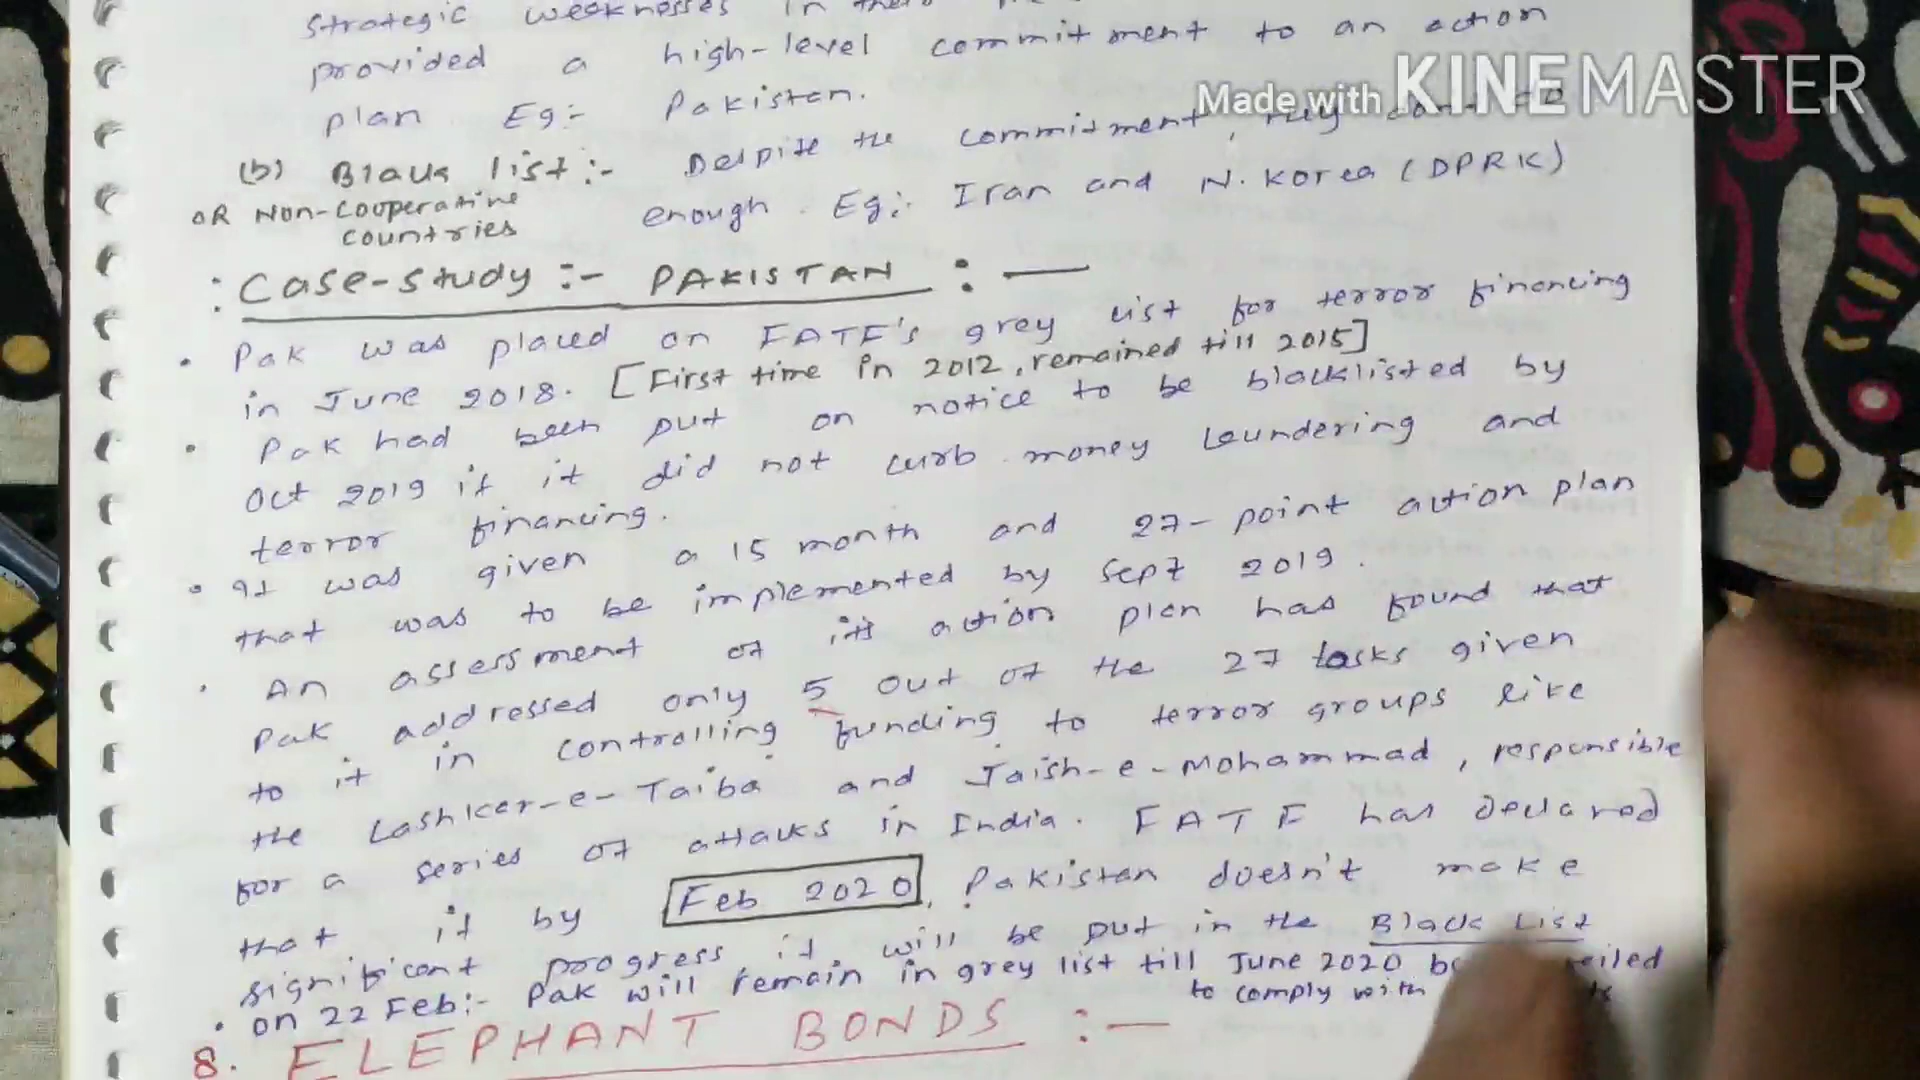 strategic weaknesses in
provided a high-level commitment to an action
plan Eg:- Pakistan.
Made with KINEMASTER
(b) Black list :- Despite the commitment,
OR Non-cooperative countries
enough. Eg:- Iran and N. Korea (DPRK)
: Case-study :- PAKISTAN : —
• Pak was placed on FATF's grey list for terror financing
in June 2018. [First time in 2012, remained till 2015]
• Pak had been put on notice to be blacklisted by
Oct 2019 if it did not curb money laundering and
terror financing.
• It was given a 15 month and 27-point action plan
that was to be implemented by Sept 2019.
• An assessment of its action plan has found that
Pak addressed only 5 out of the 27 tasks given
to it in controlling funding to terror groups like
the Lashker-e-Taiba and Jaish-e-Mohammad, responsible
for a series of attacks in India. FATF has declared
that if by Feb 2020, Pakistan doesn't make
significant progress it will be put in the Black List
• on 22 Feb:- Pak will remain in grey list till June 2020
to comply with
8. ELEPHANT BONDS :—